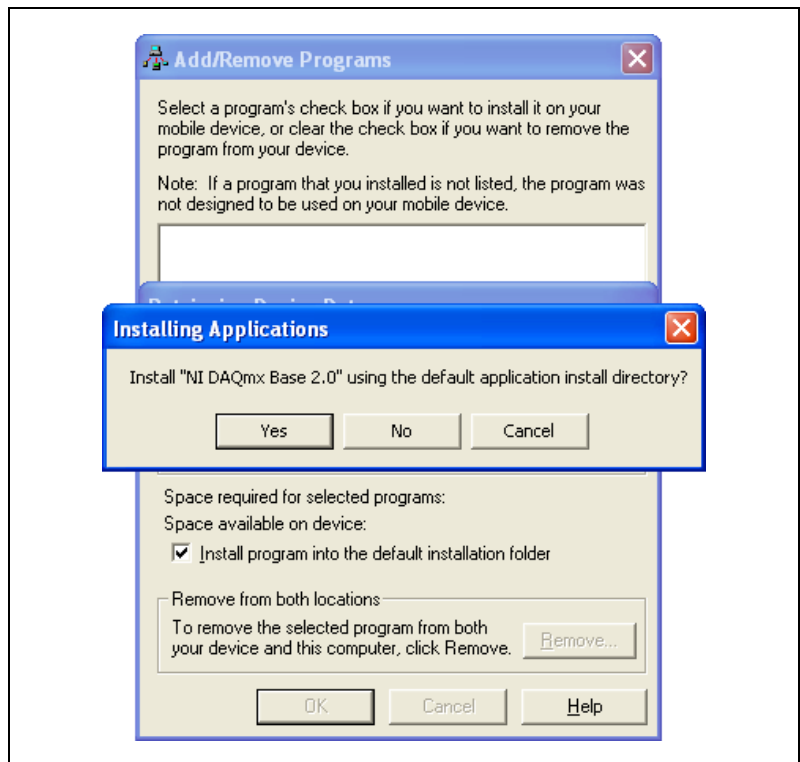 Add/Remove Programs
Select a program's check box if you want to install it on your
mobile device, or clear the check box if you want to remove the
program from your device.
Note: If a program that you installed is not listed, the program was
not designed to be used on your mobile device.
Installing Applications
Install "NI DAQmx Base 2.0" using the default application install directory?
Yes
No
Cancel
Space required for selected programs:
Space available on device:
Install program into the default installation folder
Remove from both locations
To remove the selected program from both
your device and this computer, click Remove.
Remove...
OK
Cancel
Help